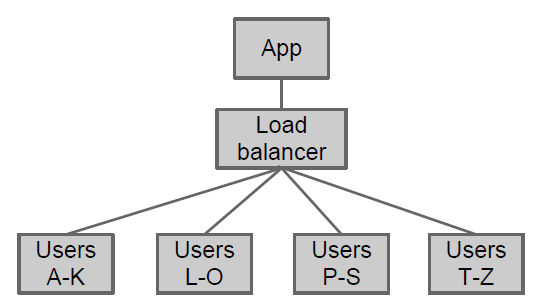 App
Load
balancer
Users
A-K
Users
L-O
Users
P-S
Users
T-Z